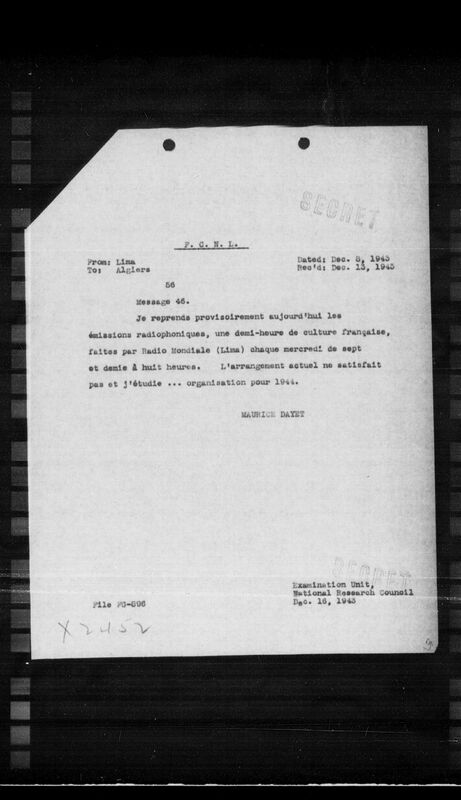 SECRET
F. C. N. L.
From: Lima
To: Algiers
Dated: Dec. 8, 1943
Rec'd: Dec. 13, 1943
56
Message 46.
Je reprends provisoirement aujourd'hui les
émissions radiophoniques, une demi-heure de culture française,
faites par Radio Mondiale (Lima) chaque mercredi de sept
et demie à huit heures. L'arrangement actuel ne satisfait
pas et j'étudie ... organisation pour 1944.
MAURICE DAYET
SECRET
Examination Unit,
National Research Council
Dec. 16, 1943
File FC-596
X2452